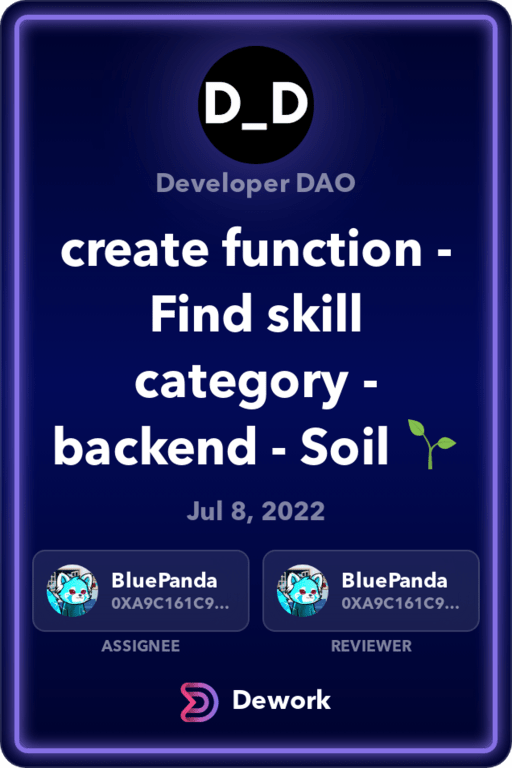 D_D
Developer DAO
create function -
Find skill
category -
backend - Soil 🌱
Jul 8, 2022
BluePanda
0XA9C161C9...
ASSIGNEE
BluePanda
0XA9C161C9...
REVIEWER
Dework